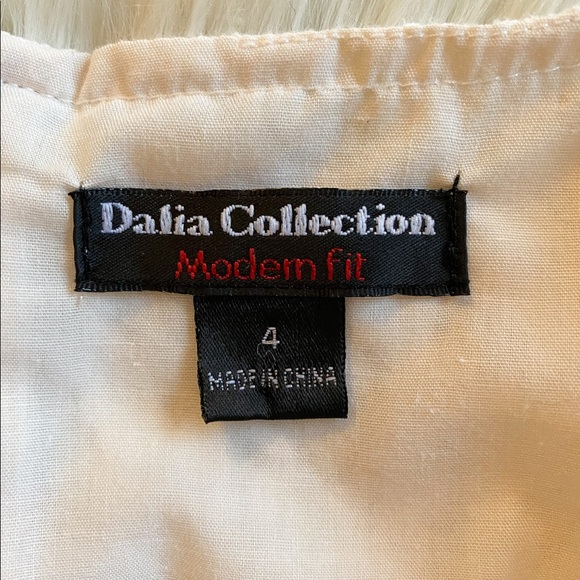 Dalia Collection
Modern fit
4
MADE IN CHINA